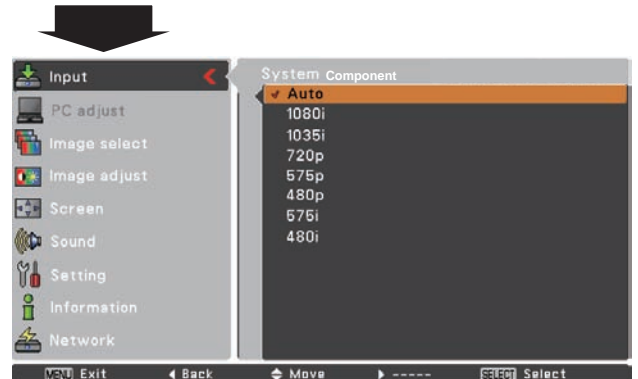 Input
PC adjust
Image select
Image adjust
Screen
Sound
Setting
Information
Network
System Component
Auto
1080i
1035i
720p
575p
480p
575i
480i
MENU Exit Back Move ----- SELECT Select